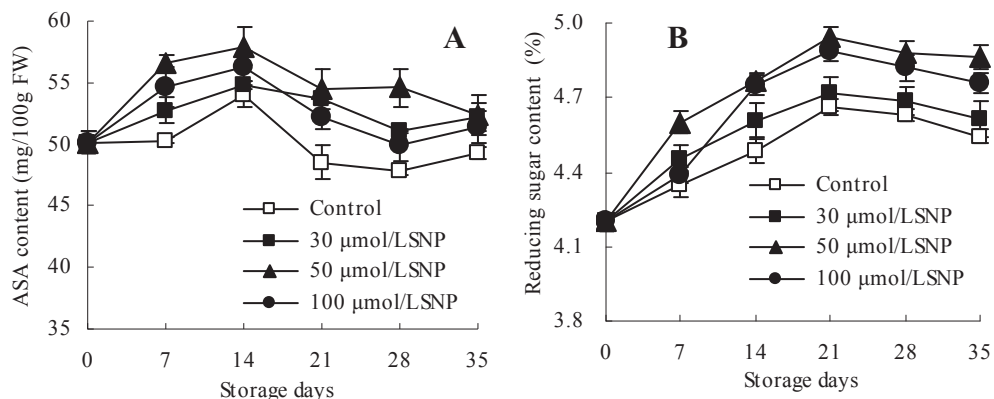 A
ASA content (mg/100g FW)
60
55
50
45
40
35
0 7 14 21 28 35
Storage days
Control
30 μmol/LSNP
50 μmol/LSNP
100 μmol/LSNP
B
Reducing sugar content (%)
5.0
4.7
4.4
4.1
3.8
0 7 14 21 28 35
Storage days
Control
30 μmol/LSNP
50 μmol/LSNP
100 μmol/LSNP